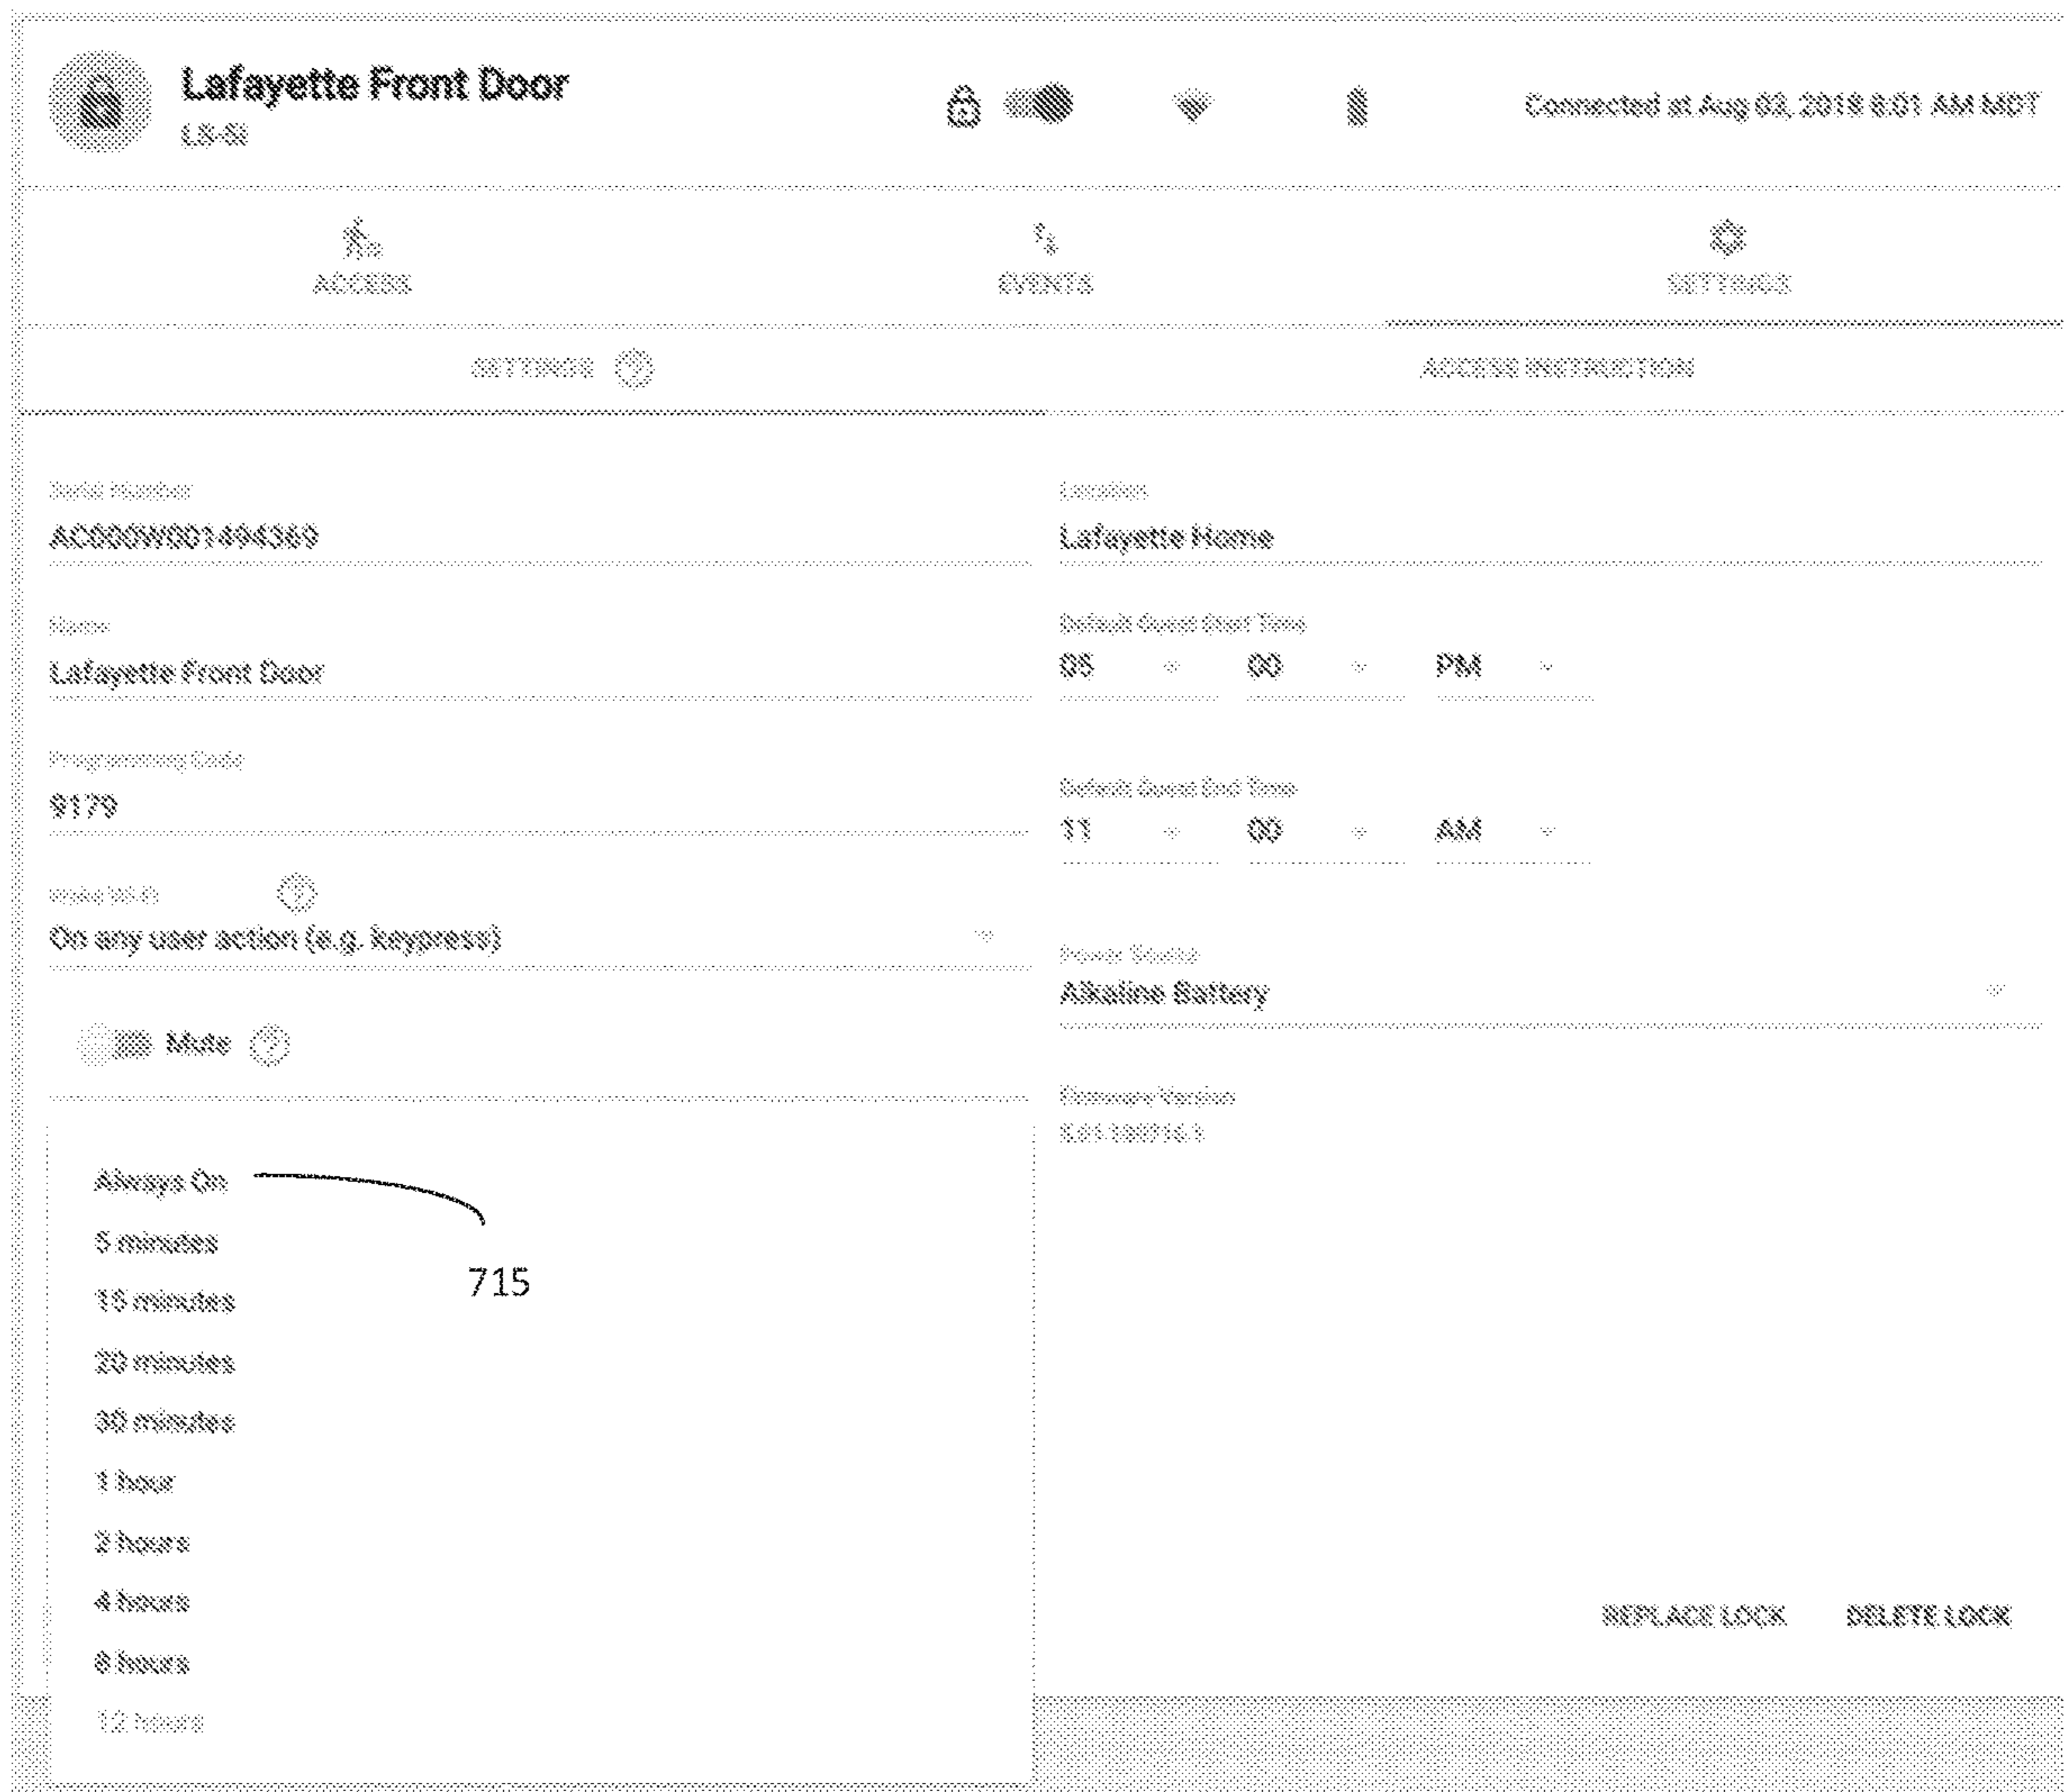 Lafayette Front Door
LS-6i
Connected at Aug 03, 2018 8:01 AM MDT
ACCESS
EVENTS
SETTINGS
SETTINGS ?
ACCESS INSTRUCTION
Serial Number
AC000W001494369
Name
Lafayette Front Door
Programming Code
9179
Wake Wi-Fi ?
On any user action (e.g. keypress)
Mute ?
Always On
5 minutes
15 minutes
20 minutes
30 minutes
1 hour
2 hours
4 hours
8 hours
12 hours
715
Location
Lafayette Home
Default Guest Start Time
05 00 PM
Default Guest End Time
11 00 AM
Power Source
Alkaline Battery
Firmware Version
REPLACE LOCK DELETE LOCK